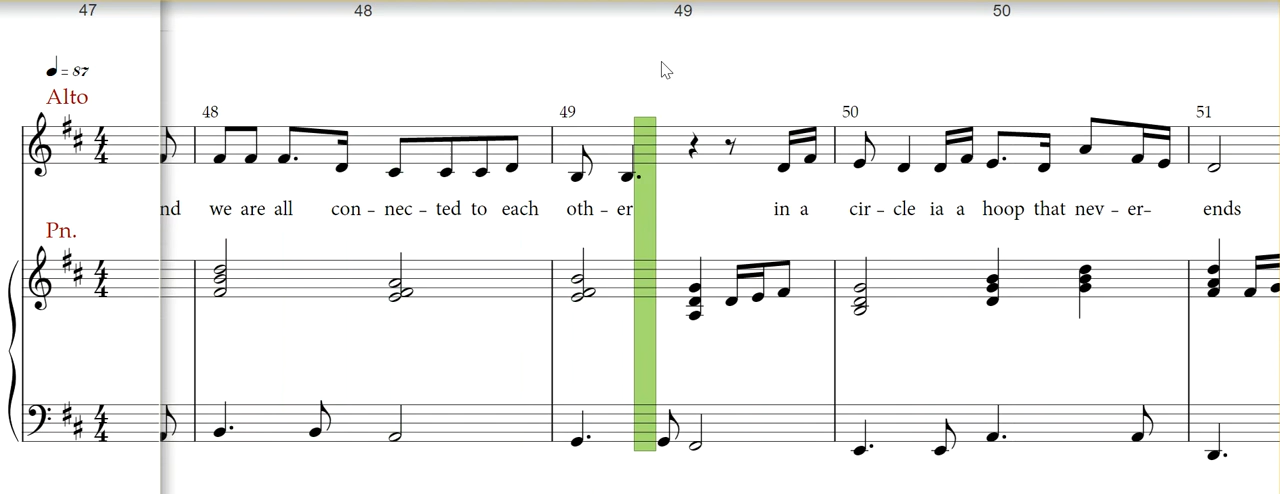 47 48 49 50
= 87
Alto
48 49 50 51
nd we are all con – nec – ted to each oth – er in a cir – cle ia a hoop that nev – er– ends
Pn.